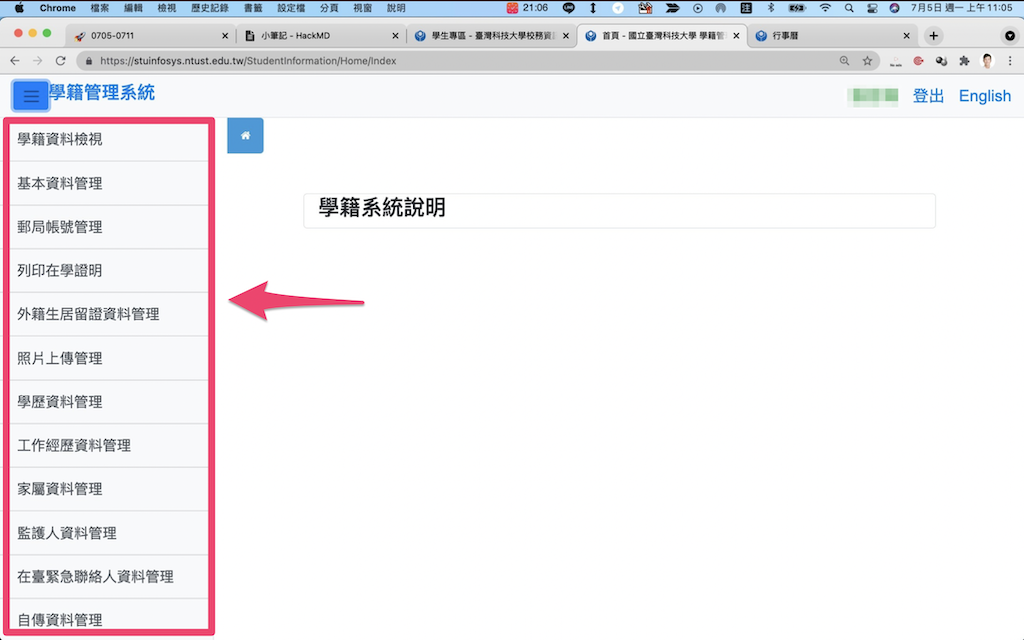 Chrome 檔案 編輯 檢視 歷史記錄 書籤 設定檔 分頁 視窗 說明 21:06 7月5日 週一 上午11:05
0705-0711 小筆記 - HackMD 學生專區 - 臺灣科技大學校務資 首頁 - 國立臺灣科技大學 學籍管 行事曆
https://stuinfosys.ntust.edu.tw/StudentInformation/Home/Index
學籍管理系統 登出 English
學籍資料檢視
基本資料管理
郵局帳號管理
列印在學證明
外籍生居留證資料管理
照片上傳管理
學歷資料管理
工作經歷資料管理
家屬資料管理
監護人資料管理
在臺緊急聯絡人資料管理
自傳資料管理
學籍系統說明